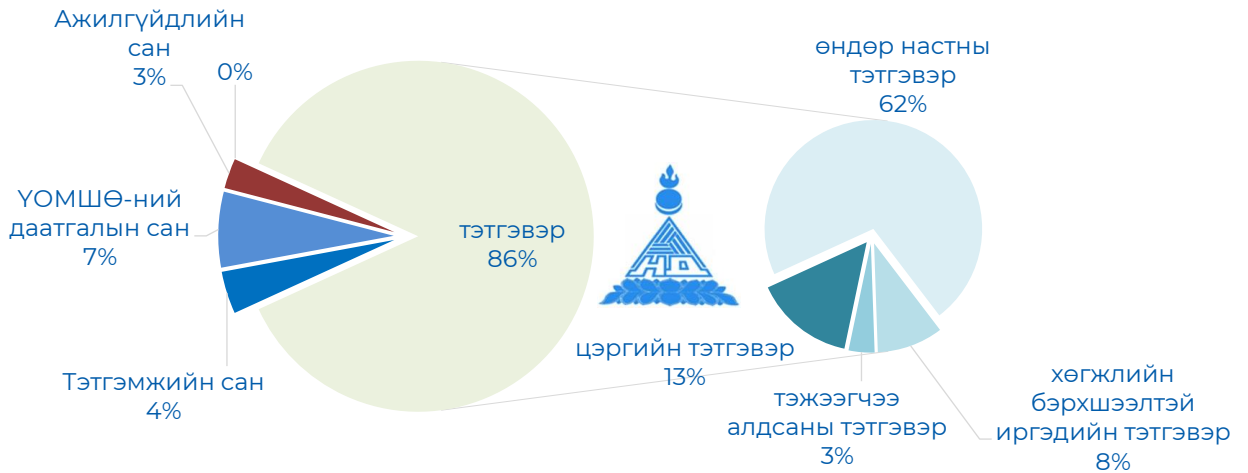 Ажилгүйдлийн
сан
3%
0%
ҮОМШӨ-ний
даатгалын сан
7%
Тэтгэмжийн сан
4%
тэтгэвэр
86%
өндөр настны
тэтгэвэр
62%
цэргийн тэтгэвэр
13%
тэжээгчээ
алдсаны тэтгэвэр
3%
хөгжлийн
бэрхшээлтэй
иргэдийн тэтгэвэр
8%